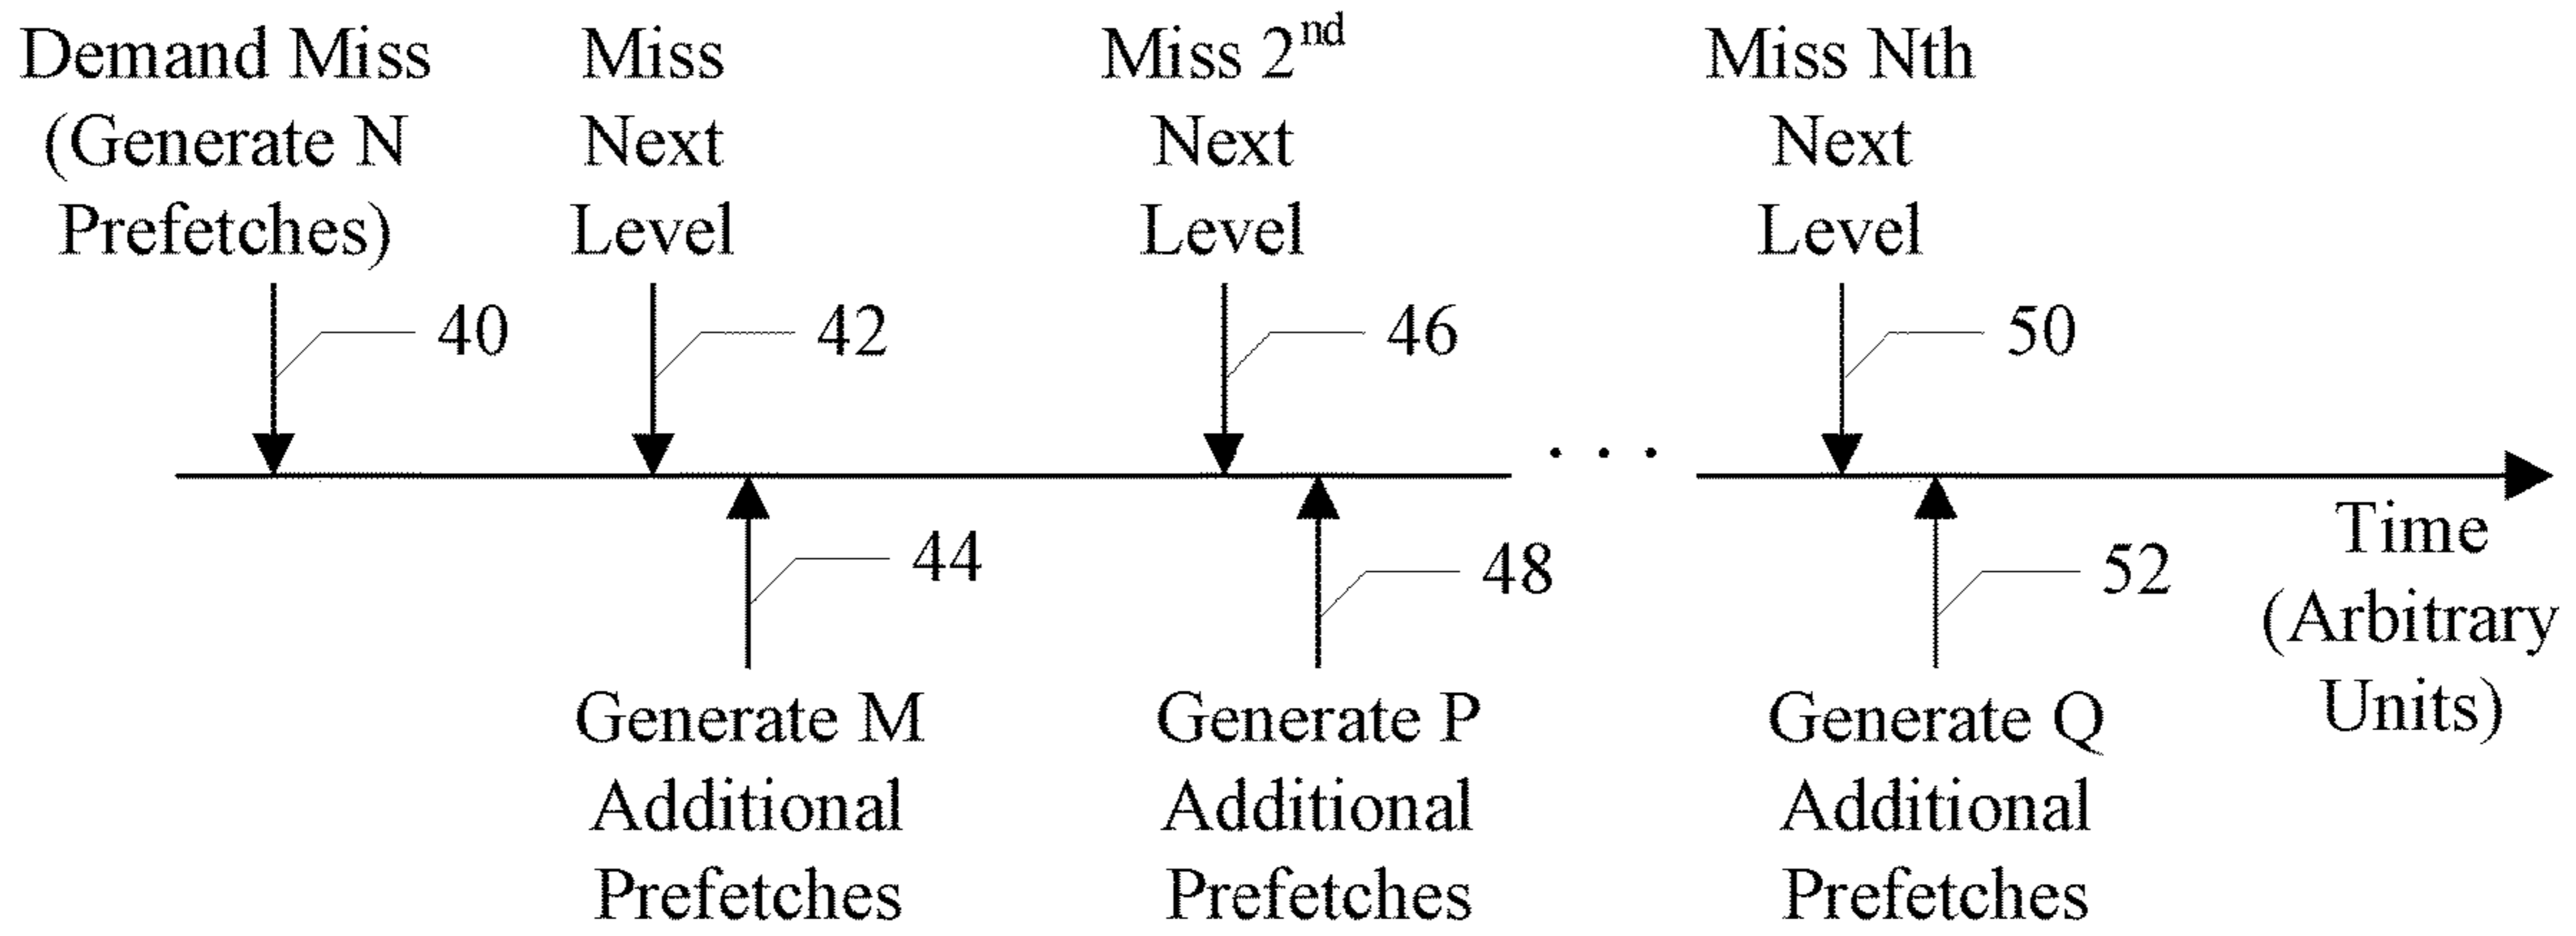 Demand Miss
(Generate N
Prefetches)
Miss
Next
Level
Miss 2nd
Next
Level
Miss Nth
Next
Level
40
42
46
50
. . .
44
48
52
Time
(Arbitrary
Units)
Generate M
Additional
Prefetches
Generate P
Additional
Prefetches
Generate Q
Additional
Prefetches